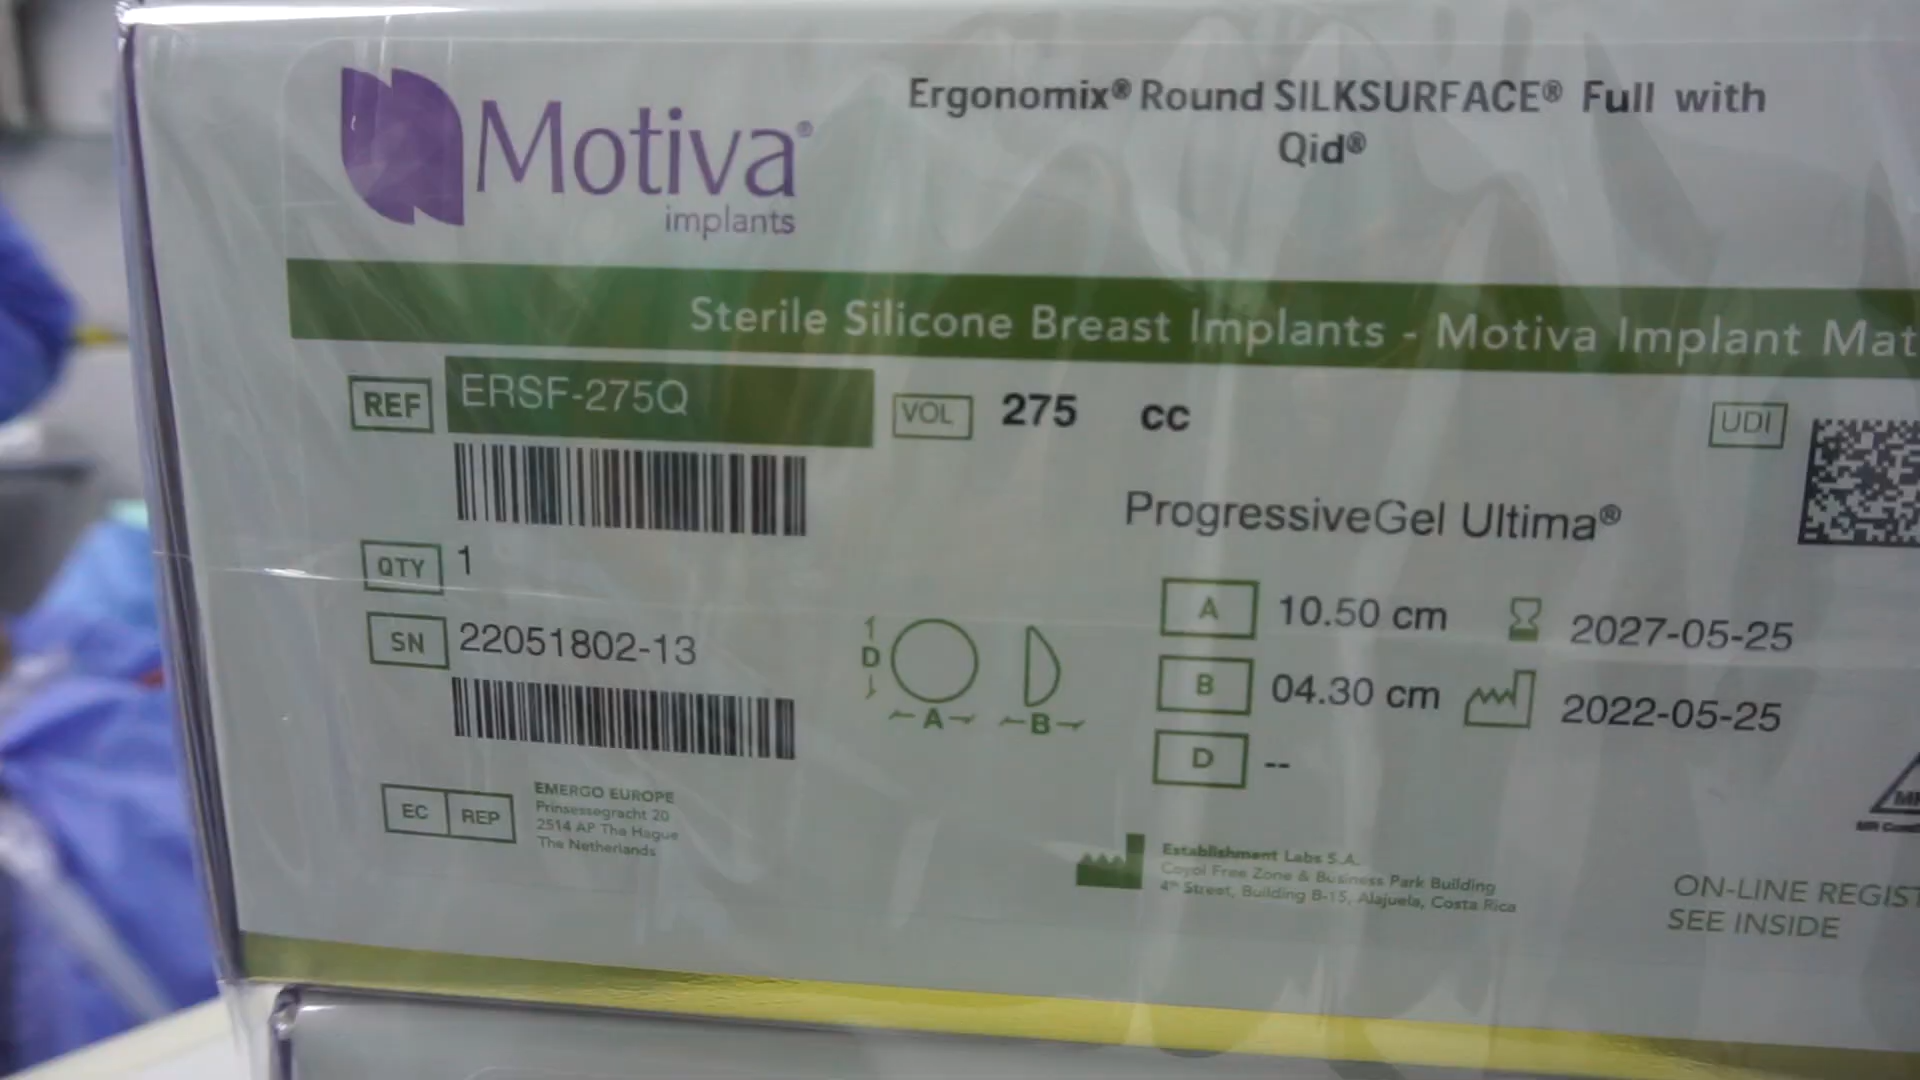 Motiva®
implants
Ergonomix® Round SILKSURFACE® Full with
Qid®
Sterile Silicone Breast Implants - Motiva Implant Mat
REF ERSF-275Q
VOL 275 cc
UDI
ProgressiveGel Ultima®
QTY 1
SN 22051802-13
D
A
B
A 10.50 cm 2027-05-25
B 04.30 cm 2022-05-25
D --
EC REP
EMERGO EUROPE
Prinsessegracht 20
2514 AP The Hague
The Netherlands
Establishment Labs S.A.
Coyol Free Zone & Business Park Building
4th Street, Building B-15, Alajuela, Costa Rica
ON-LINE REGIST
SEE INSIDE